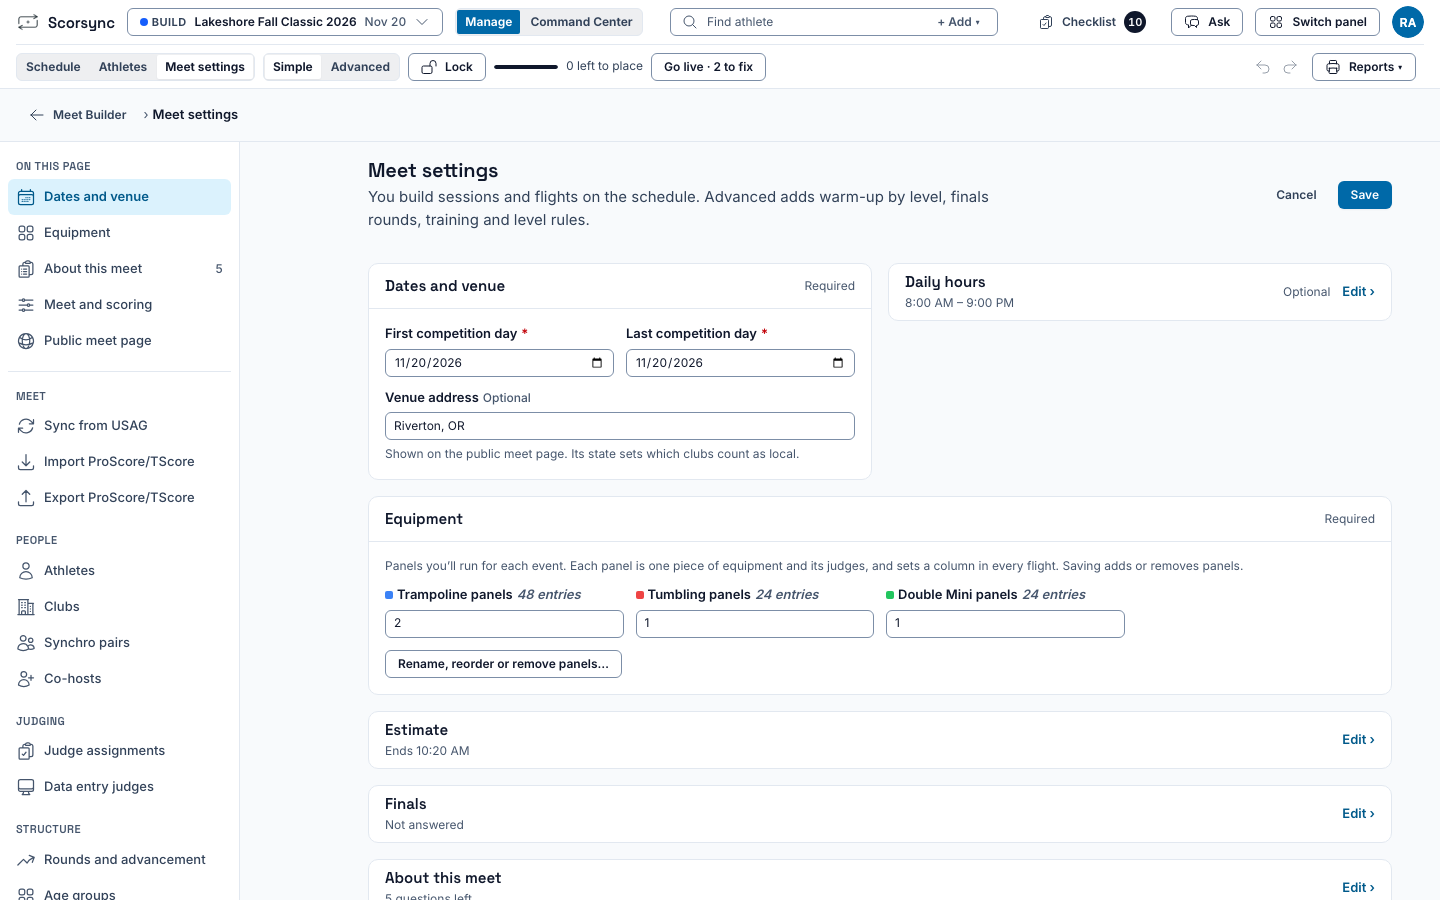 Scorsync
BUILD Lakeshore Fall Classic 2026 Nov 20
Manage Command Center
Find athlete + Add
Checklist 10
Ask
Switch panel
RA
Schedule Athletes Meet settings
Simple Advanced
Lock
0 left to place
Go live · 2 to fix
Reports
Meet Builder › Meet settings
ON THIS PAGE
Dates and venue
Equipment
About this meet 5
Meet and scoring
Public meet page
MEET
Sync from USAG
Import ProScore/TScore
Export ProScore/TScore
PEOPLE
Athletes
Clubs
Synchro pairs
Co-hosts
JUDGING
Judge assignments
Data entry judges
STRUCTURE
Rounds and advancement
Age groups
Meet settings
You build sessions and flights on the schedule. Advanced adds warm-up by level, finals
rounds, training and level rules.
Cancel Save
Dates and venue Required
First competition day * Last competition day *
11/20/2026 11/20/2026
Venue address Optional
Riverton, OR
Shown on the public meet page. Its state sets which clubs count as local.
Daily hours
8:00 AM – 9:00 PM
Optional Edit ›
Equipment Required
Panels you'll run for each event. Each panel is one piece of equipment and its judges, and sets a column in every flight. Saving adds or removes panels.
Trampoline panels 48 entries Tumbling panels 24 entries Double Mini panels 24 entries
2 1 1
Rename, reorder or remove panels...
Estimate
Ends 10:20 AM
Edit ›
Finals
Not answered
Edit ›
About this meet
5 questions left
Edit ›